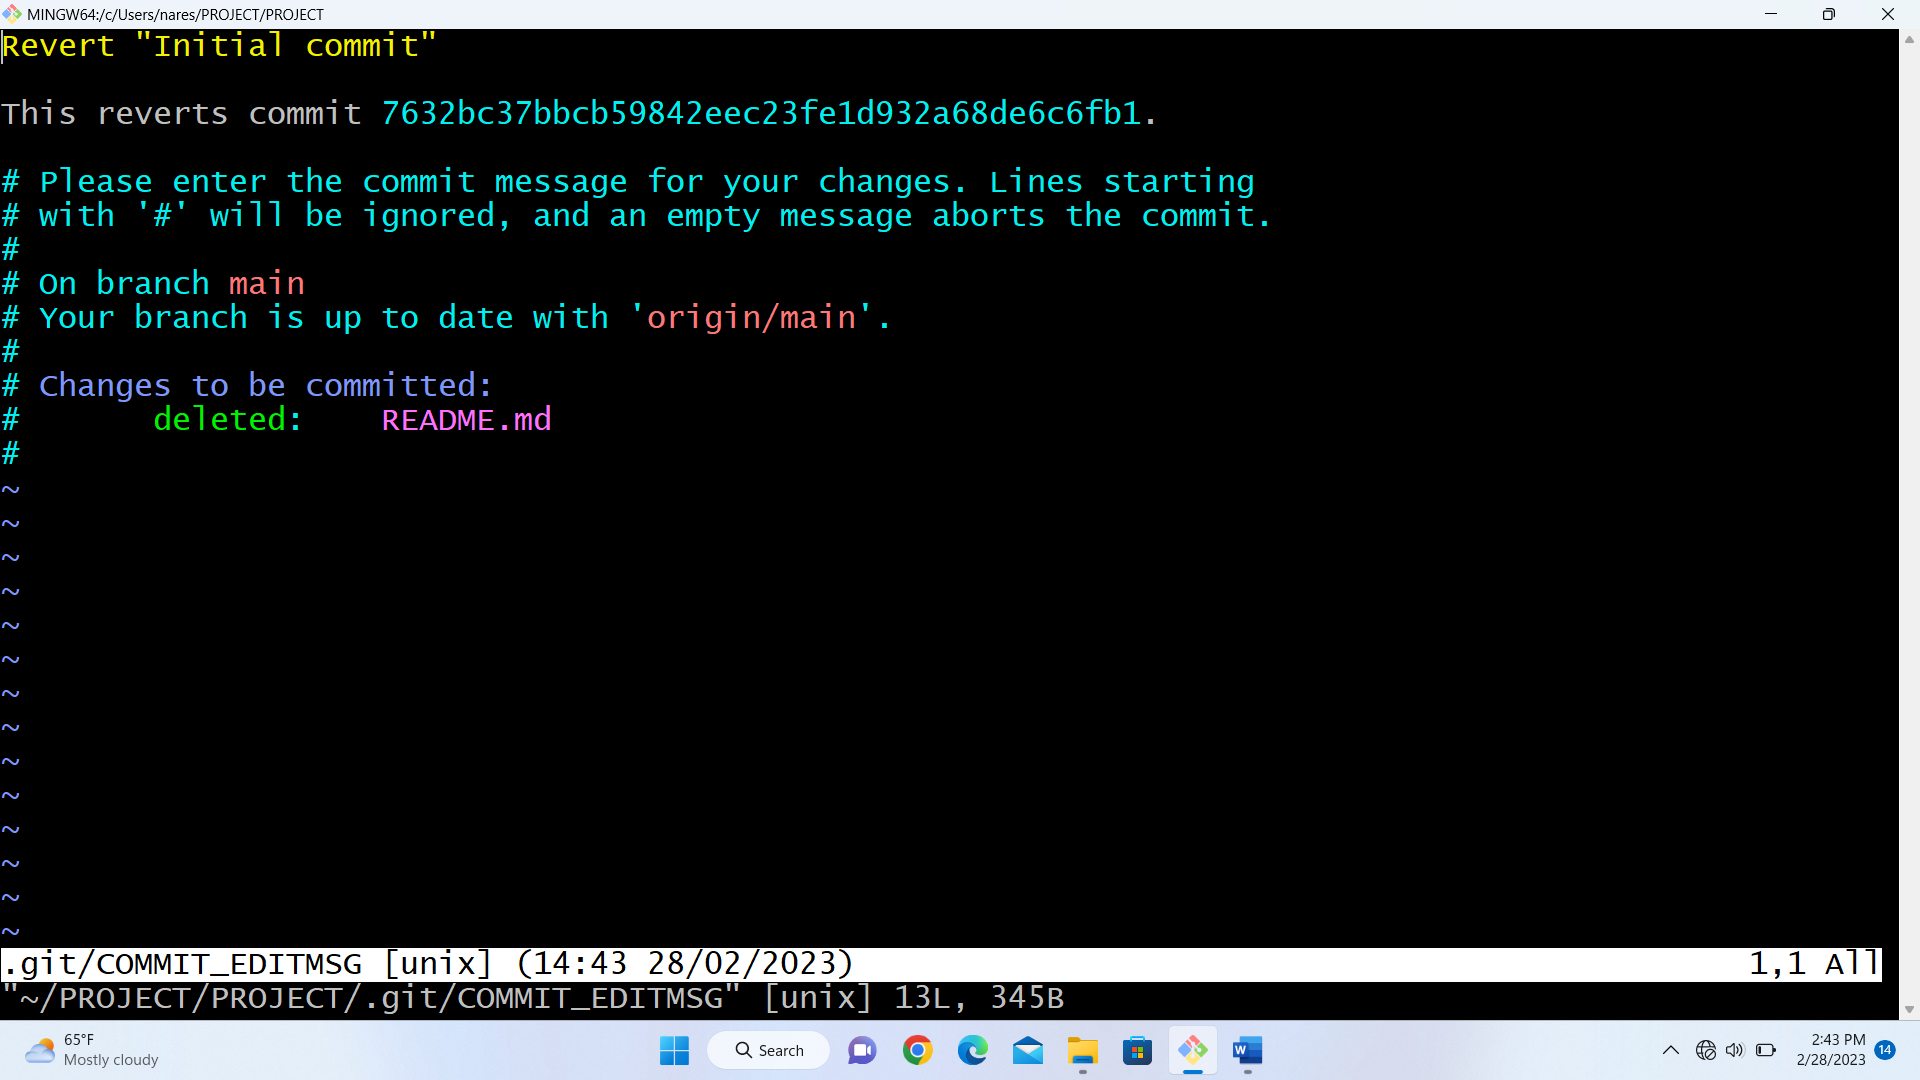 MINGW64:/c/Users/nares/PROJECT/PROJECT
Revert "Initial commit"
This reverts commit 7632bc37bbcb59842eec23fe1d932a68de6c6fb1.
# Please enter the commit message for your changes. Lines starting
# with '#' will be ignored, and an empty message aborts the commit.
#
# On branch main
# Your branch is up to date with 'origin/main'.
#
# Changes to be committed:
#       deleted:    README.md
#
~
~
~
~
~
~
~
~
~
~
~
~
~
~
.git/COMMIT_EDITMSG [unix] (14:43 28/02/2023) 1,1 All
"~/PROJECT/PROJECT/.git/COMMIT_EDITMSG" [unix] 13L, 345B
65°F
Mostly cloudy
Search
W
2:43 PM
2/28/2023
14